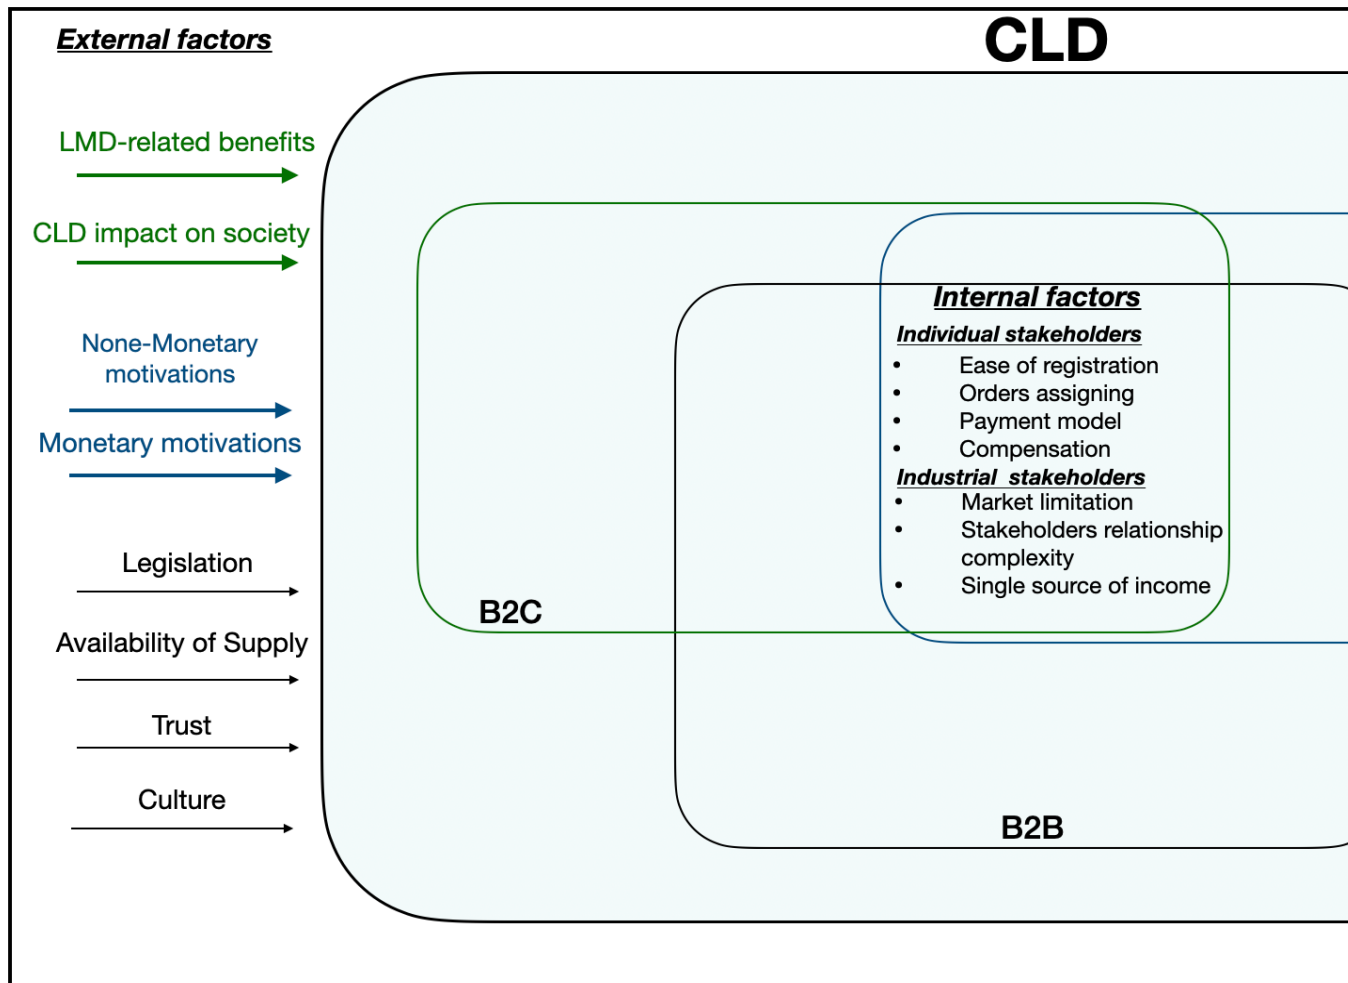 External factors
CLD
LMD-related benefits
CLD impact on society
None-Monetary
motivations
Monetary motivations
Legislation
Availability of Supply
Trust
Culture
Internal factors
Individual stakeholders
• Ease of registration
• Orders assigning
• Payment model
• Compensation
Industrial stakeholders
• Market limitation
• Stakeholders relationship
complexity
• Single source of income
B2C
B2B